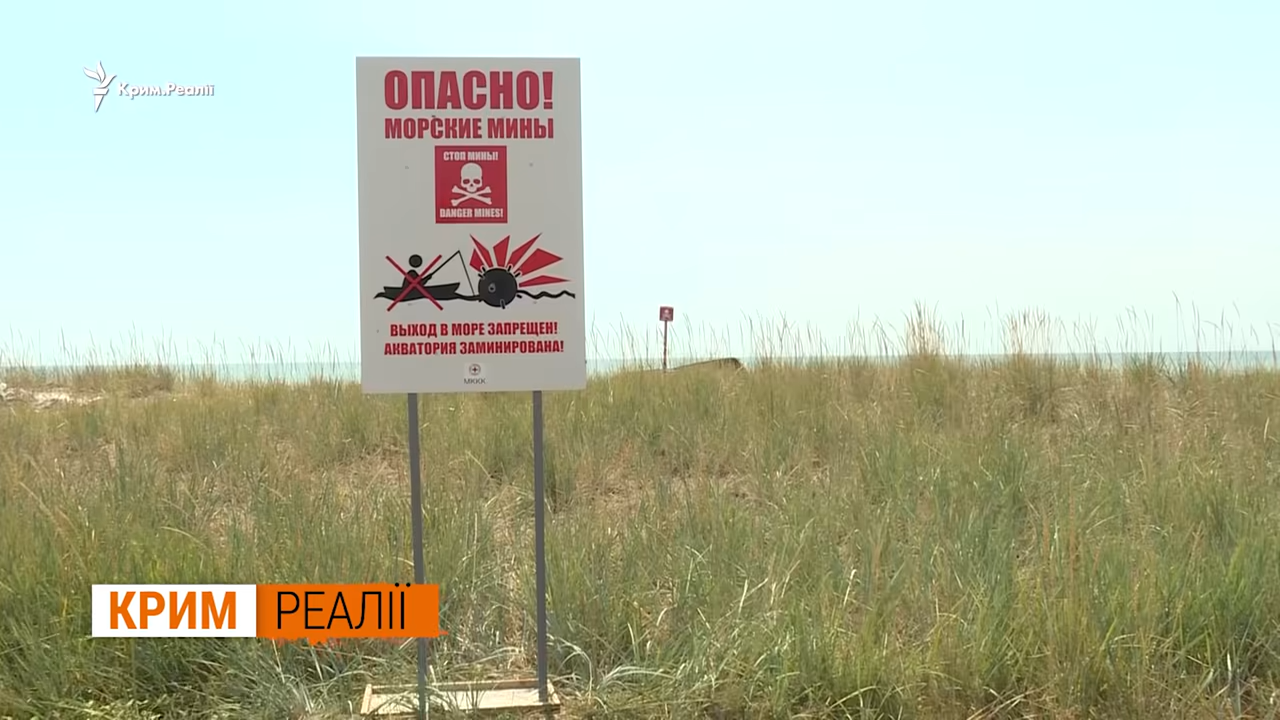 Крим.Реалії
ОПАСНО!
МОРСКИЕ МИНЫ
СТОП МИНЫ!
DANGER MINES!
ВЫХОД В МОРЕ ЗАПРЕЩЕН!
АКВАТОРИЯ ЗАМИНИРОВАНА!
МККК
КРИМ РЕАЛІЇ